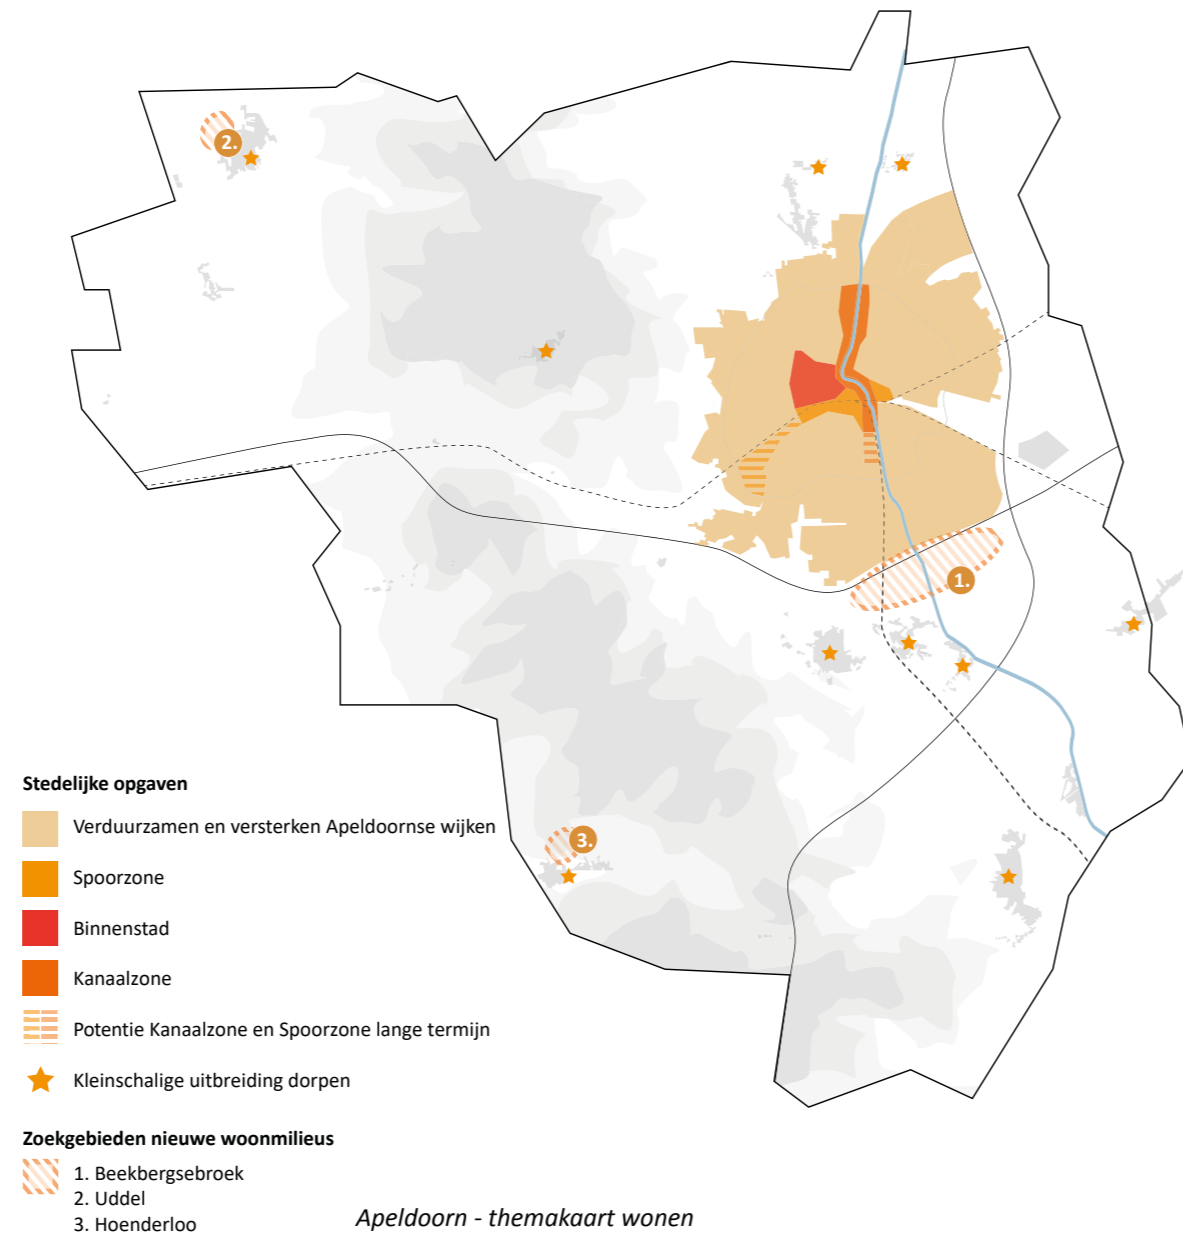 2.
1.
3.
Stedelijke opgaven
Verduurzamen en versterken Apeldoornse wijken
Spoorzone
Binnenstad
Kanaalzone
Potentie Kanaalzone en Spoorzone lange termijn
Kleinschalige uitbreiding dorpen
Zoekgebieden nieuwe woonmilieus
1. Beekbergsebroek
2. Uddel
3. Hoenderloo
Apeldoorn - themakaart wonen